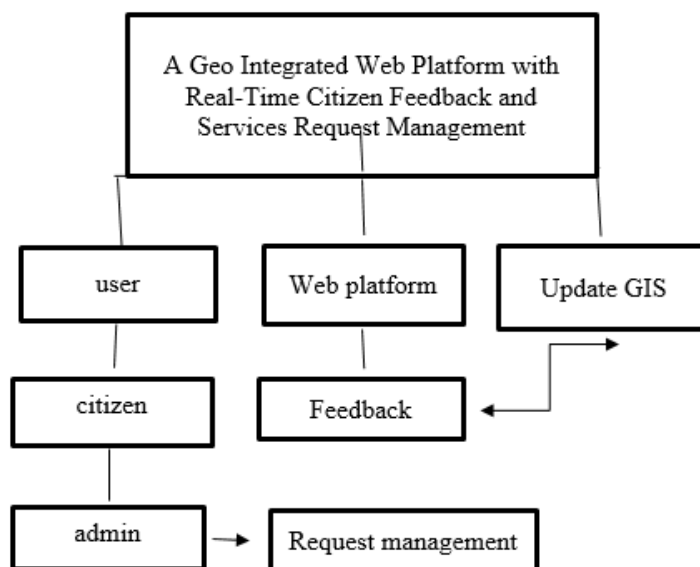 A Geo Integrated Web Platform with
Real-Time Citizen Feedback and
Services Request Management
user
Web platform
Update GIS
citizen
Feedback
admin
Request management